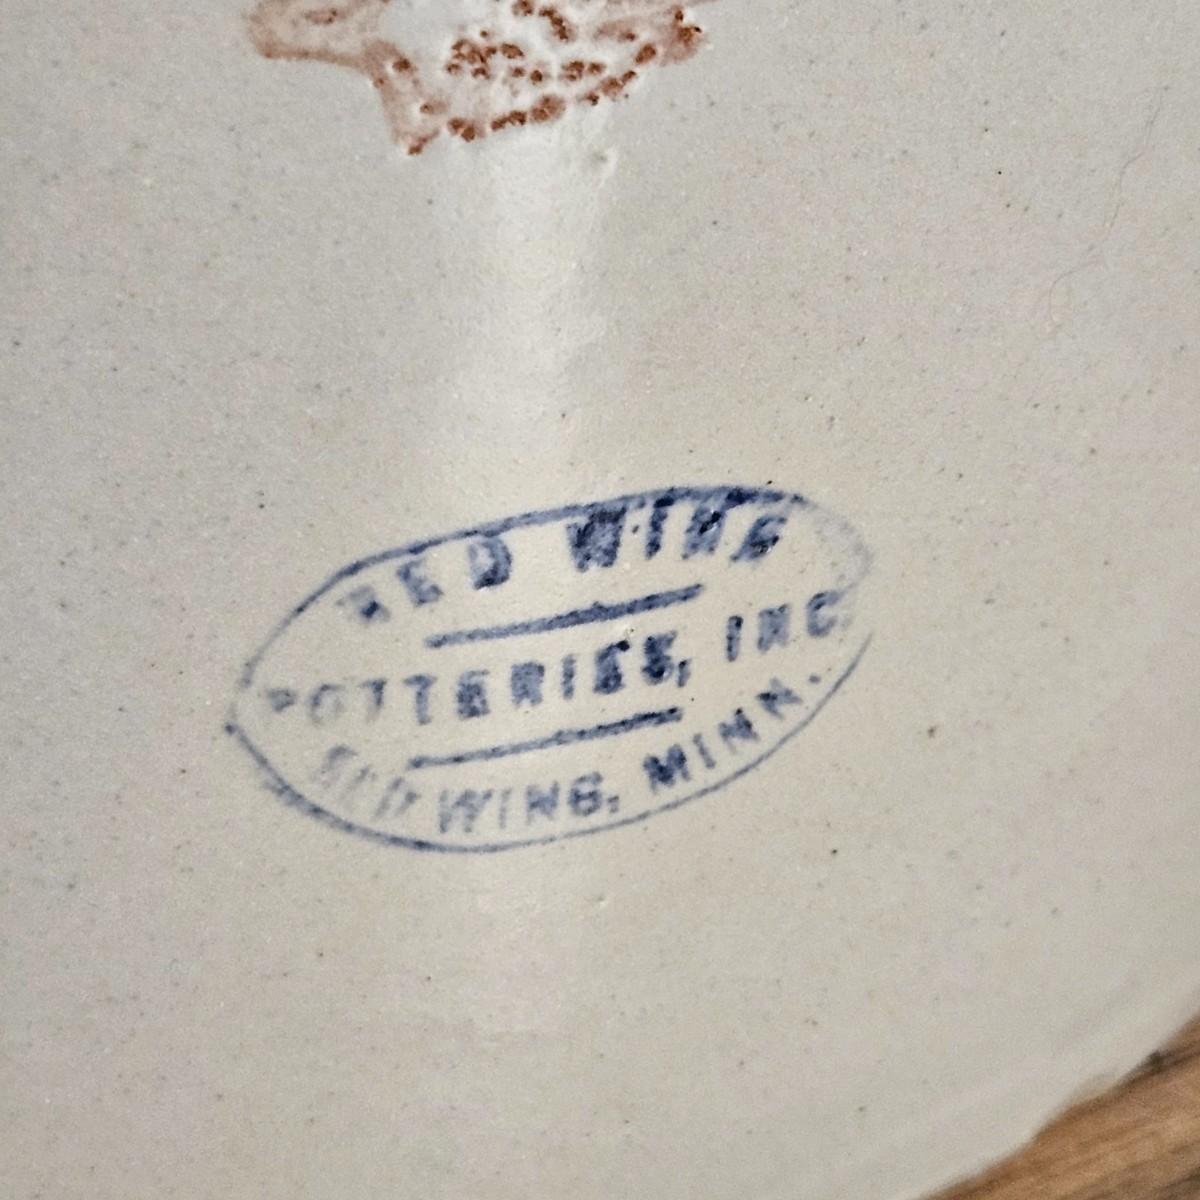 RED WING
POTTERIES, INC.
RED WING, MINN.